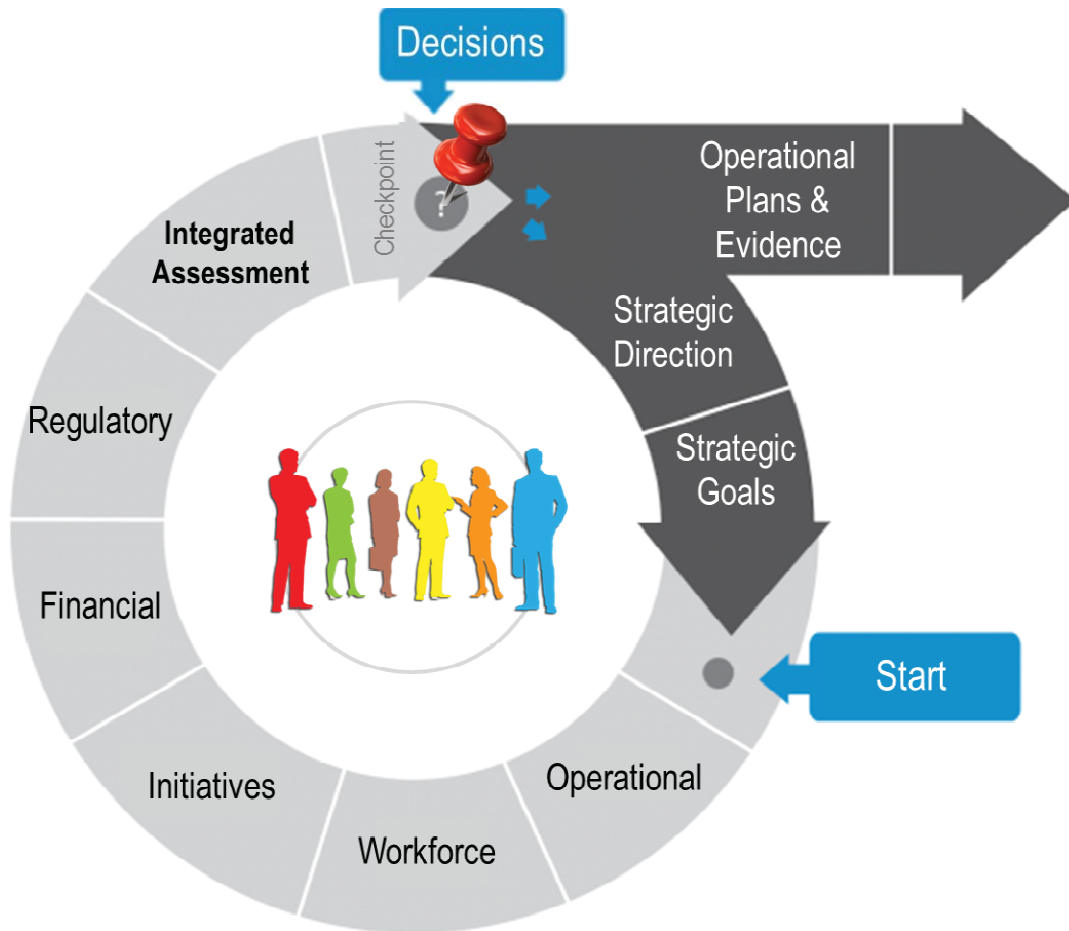 Decisions
Checkpoint
?
Operational
Plans &
Evidence
Integrated
Assessment
Strategic
Direction
Regulatory
Strategic
Goals
Financial
Start
Initiatives
Operational
Workforce